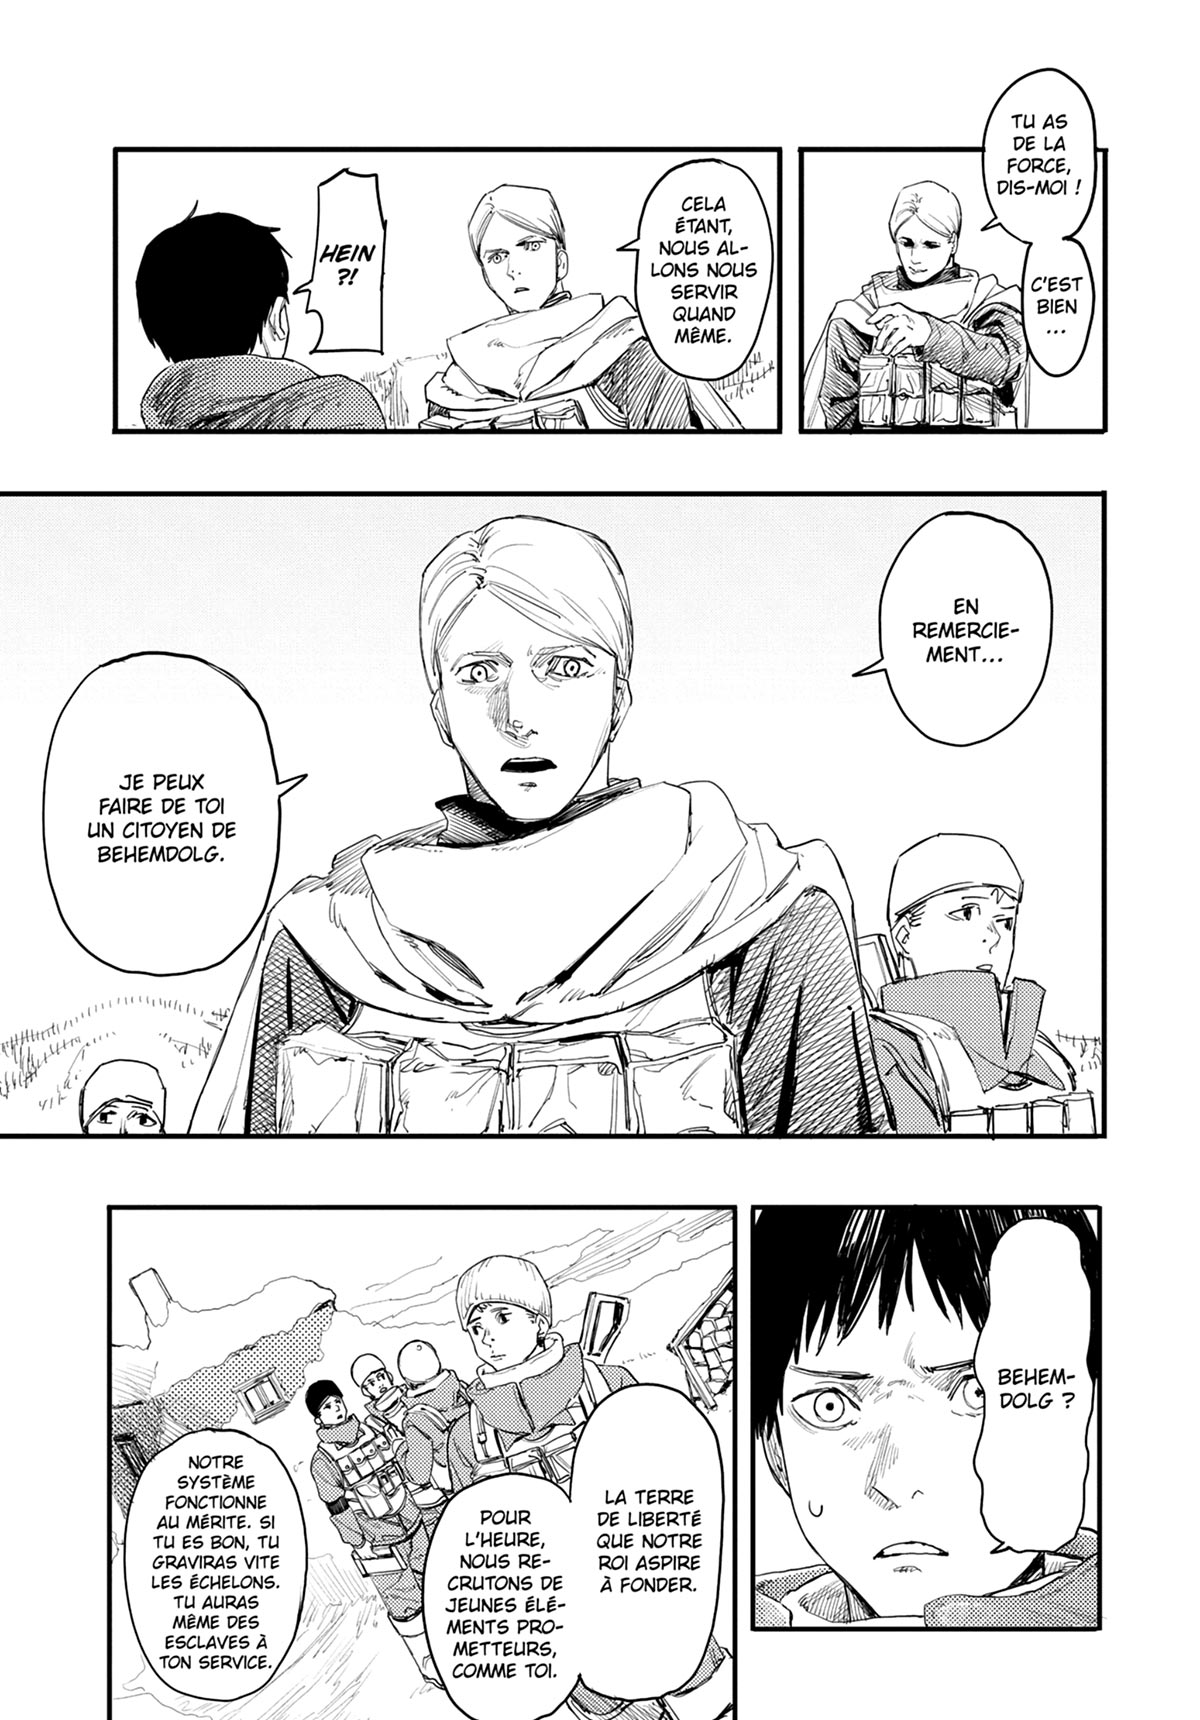 TU AS
DE LA
FORCE,
DIS-MOI !
C'EST
BIEN
...
CELA
ÉTANT,
NOUS AL-
LONS NOUS
SERVIR
QUAND
MÊME.
HEIN
?!
EN
REMERCIE-
MENT...
JE PEUX
FAIRE DE TOI
UN CITOYEN DE
BEHEMDOLG.
BEHEM-
DOLG ?
LA TERRE
DE LIBERTÉ
QUE NOTRE
ROI ASPIRE
À FONDER.
POUR
L'HEURE,
NOUS RE-
CRUTONS DE
JEUNES ÉLÉ-
MENTS PRO-
METTEURS,
COMME TOI.
NOTRE
SYSTÈME
FONCTIONNE
AU MÉRITE. SI
TU ES BON, TU
GRAVIRAS VITE
LES ÉCHELONS.
TU AURAS
MÊME DES
ESCLAVES À
TON SERVICE.